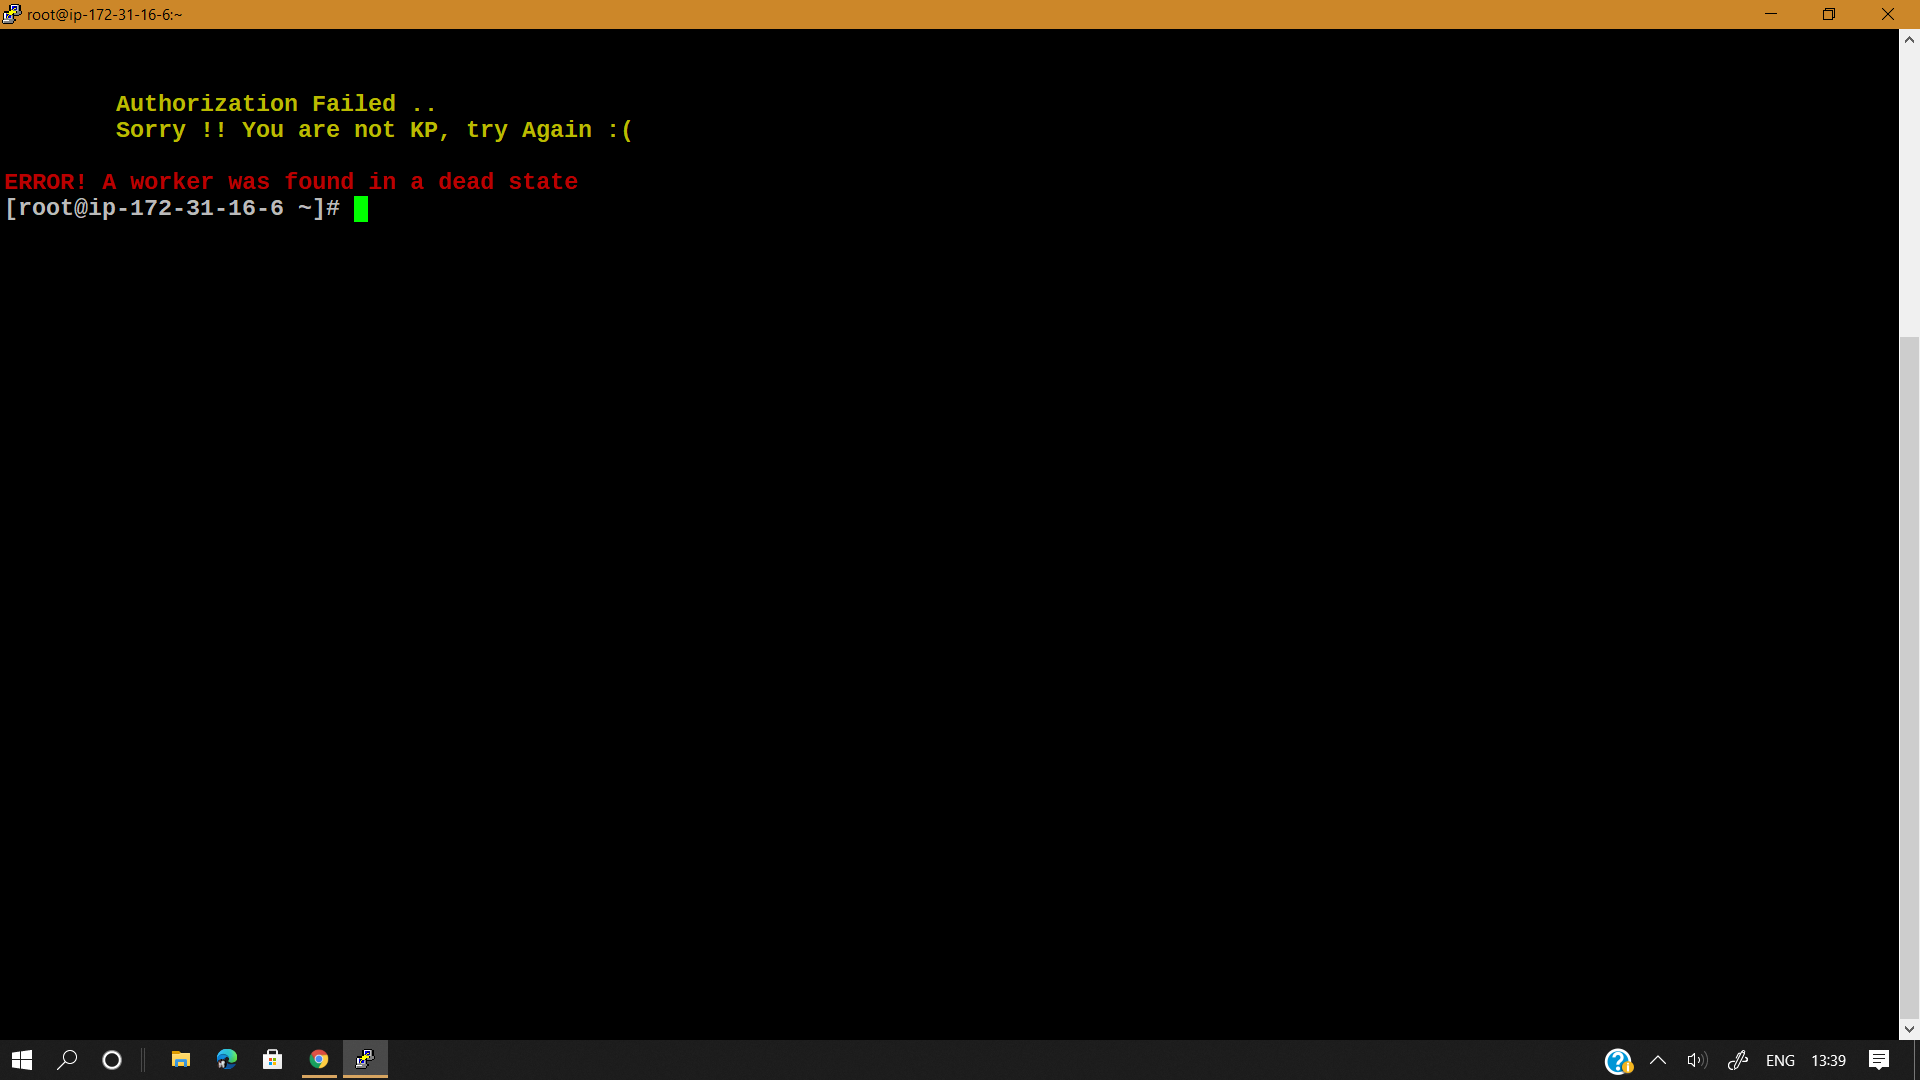 root@ip-172-31-16-6:~
Authorization Failed ..
Sorry !! You are not KP, try Again :(
ERROR! A worker was found in a dead state
[root@ip-172-31-16-6 ~]#
ENG 13:39